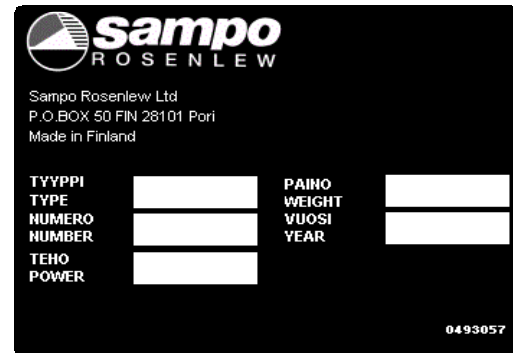 sampo
ROSENLEW
Sampo Rosenlew Ltd
P.O.BOX 50 FIN 28101 Pori
Made in Finland
TYYPPI
TYPE
NUMERO
NUMBER
TEHO
POWER
PAINO
WEIGHT
VUOSI
YEAR
0493057